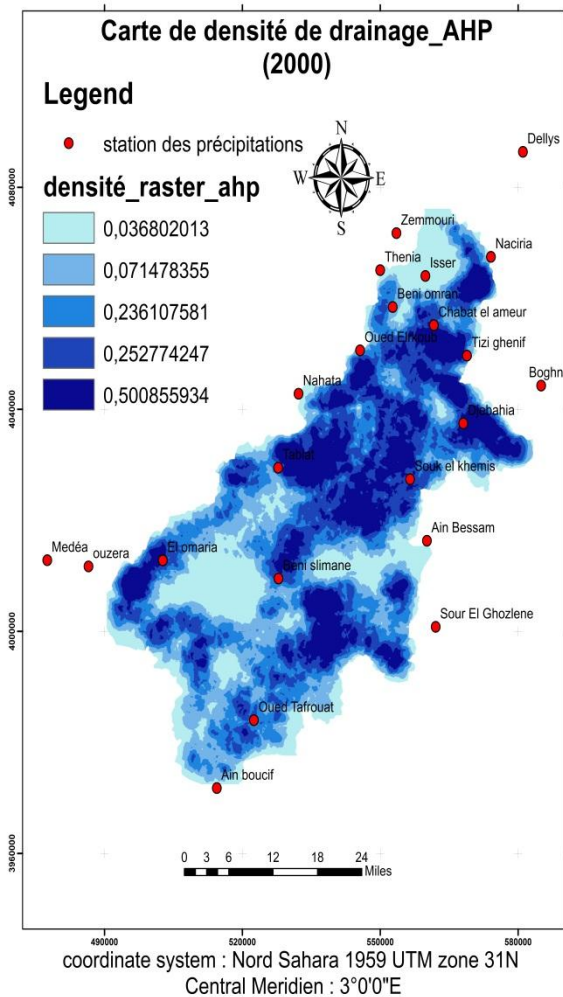 Carte de densité de drainage_AHP
(2000)
Legend
station des précipitations
densité_raster_ahp
0,036802013
0,071478355
0,236107581
0,252774247
0,500855934
N
W E
S
Dellys
Zemmouri
Naciria
Thenia
Isser
Beni omran
Chabat el ameur
Tizi ghenif
Boghn
Nahata
Djebahia
Tablat
Souk el khemis
Ain Bessam
Medéa
ouzera
El omaria
Beni slimane
Sour El Ghozlene
Oued Tafrouat
Ain boucif
4080000
4040000
4000000
3960000
0 3 6 12 18 24
Miles
490000 520000 550000 580000
coordinate system : Nord Sahara 1959 UTM zone 31N
Central Meridien : 3°0'0"E